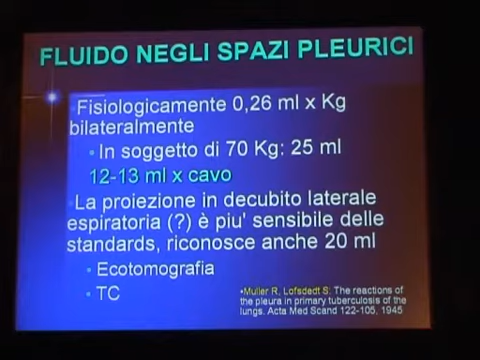 FLUIDO NEGLI SPAZI PLEURICI
•Fisiologicamente 0,26 ml x Kg
bilateralmente
•In soggetto di 70 Kg: 25 ml
12-13 ml x cavo
•La proiezione in decubito laterale
espiratoria (?) è piu' sensibile delle
standards, riconosce anche 20 ml
•Ecotomografia
•TC
•Muller R, Lofsdedt S: The reactions of
the pleura in primary tuberculosis of the
lungs. Acta Med Scand 122-105, 1945